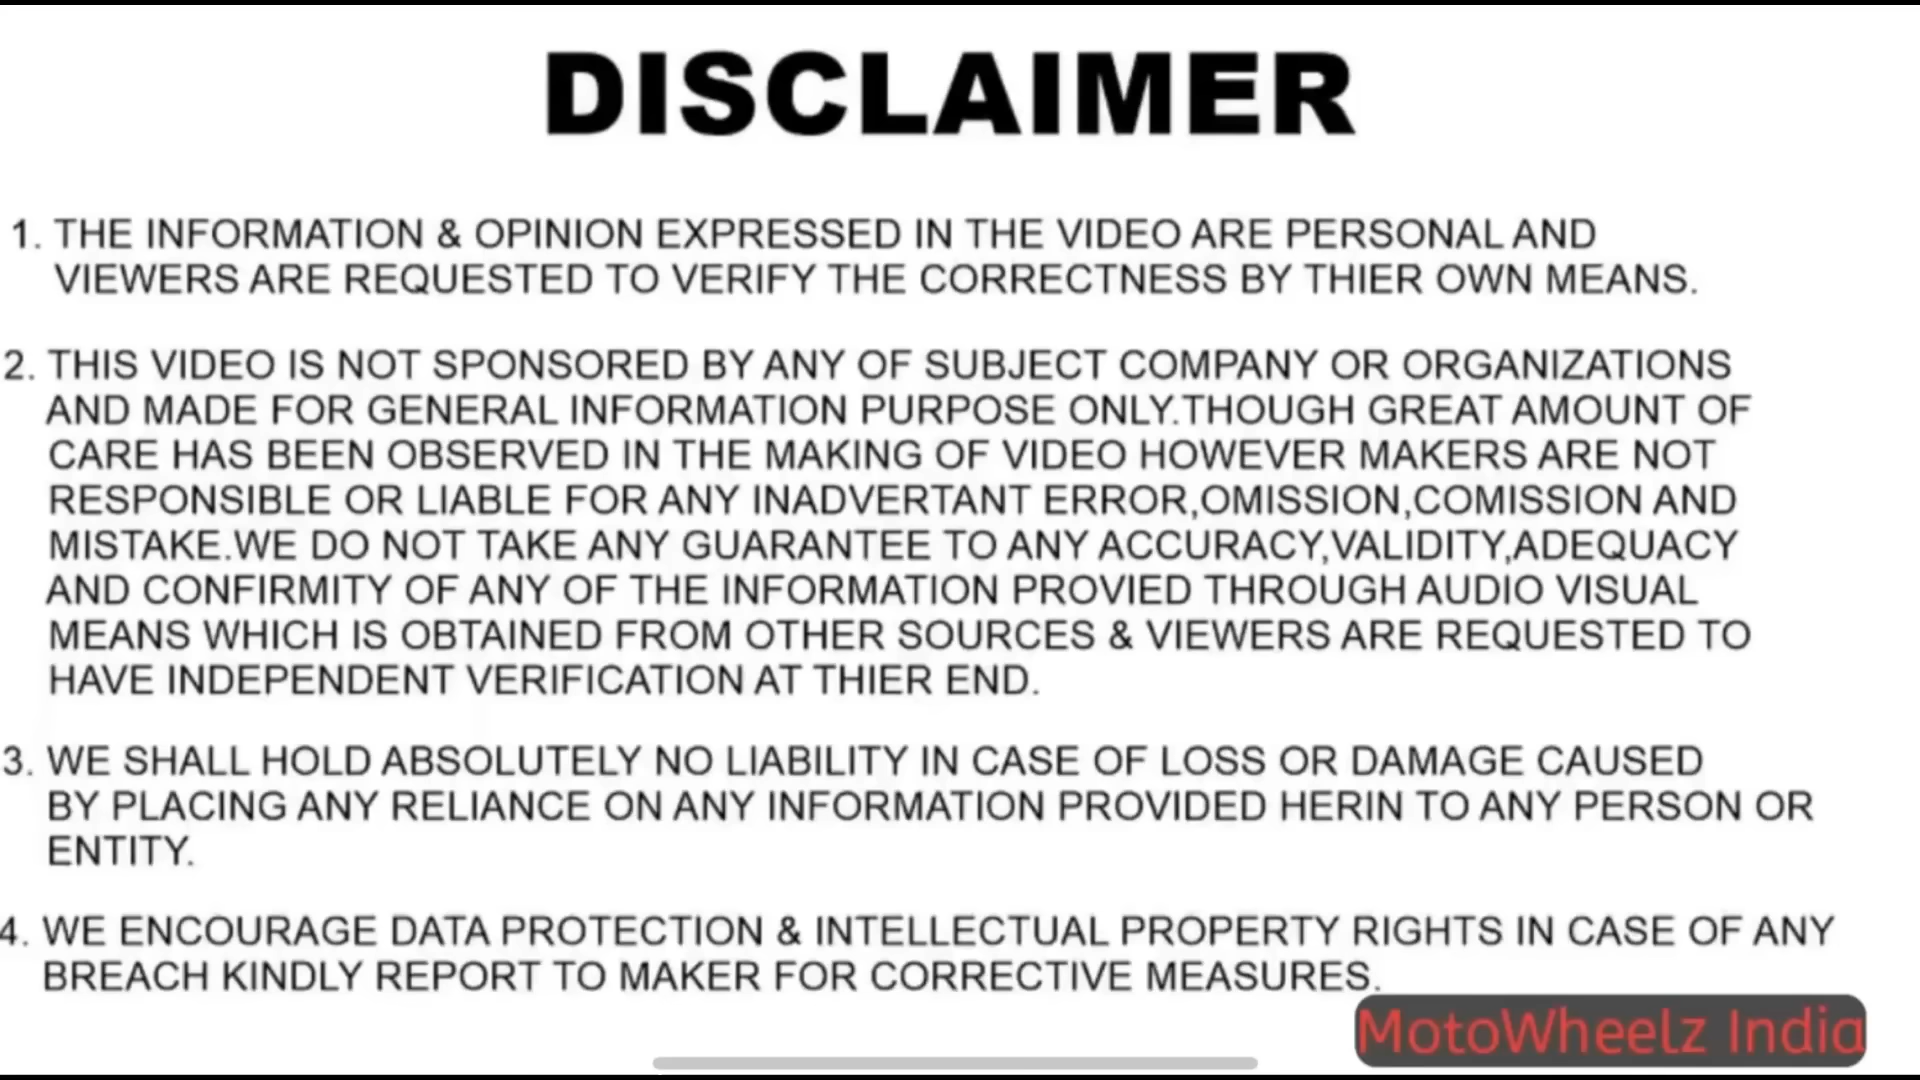 DISCLAIMER
1. THE INFORMATION & OPINION EXPRESSED IN THE VIDEO ARE PERSONAL AND
VIEWERS ARE REQUESTED TO VERIFY THE CORRECTNESS BY THIER OWN MEANS.
2. THIS VIDEO IS NOT SPONSORED BY ANY OF SUBJECT COMPANY OR ORGANIZATIONS
AND MADE FOR GENERAL INFORMATION PURPOSE ONLY.THOUGH GREAT AMOUNT OF
CARE HAS BEEN OBSERVED IN THE MAKING OF VIDEO HOWEVER MAKERS ARE NOT
RESPONSIBLE OR LIABLE FOR ANY INADVERTANT ERROR,OMISSION,COMISSION AND
MISTAKE.WE DO NOT TAKE ANY GUARANTEE TO ANY ACCURACY,VALIDITY,ADEQUACY
AND CONFIRMITY OF ANY OF THE INFORMATION PROVIED THROUGH AUDIO VISUAL
MEANS WHICH IS OBTAINED FROM OTHER SOURCES & VIEWERS ARE REQUESTED TO
HAVE INDEPENDENT VERIFICATION AT THIER END.
3. WE SHALL HOLD ABSOLUTELY NO LIABILITY IN CASE OF LOSS OR DAMAGE CAUSED
BY PLACING ANY RELIANCE ON ANY INFORMATION PROVIDED HERIN TO ANY PERSON OR
ENTITY.
4. WE ENCOURAGE DATA PROTECTION & INTELLECTUAL PROPERTY RIGHTS IN CASE OF ANY
BREACH KINDLY REPORT TO MAKER FOR CORRECTIVE MEASURES.
MotoWheelz India